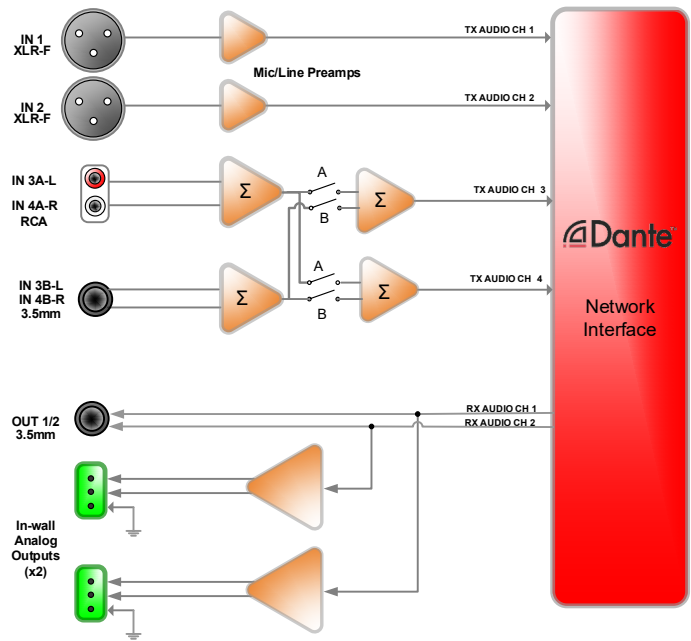 IN 1
XLR-F
TX AUDIO CH 1
Mic/Line Preamps
IN 2
XLR-F
TX AUDIO CH 2
IN 3A-L
IN 4A-R
RCA
Σ
A
B
Σ
TX AUDIO CH 3
IN 3B-L
IN 4B-R
3.5mm
Σ
A
B
Σ
TX AUDIO CH 4
Dante™
Network
Interface
OUT 1/2
3.5mm
RX AUDIO CH 1
RX AUDIO CH 2
In-wall
Analog
Outputs
(x2)